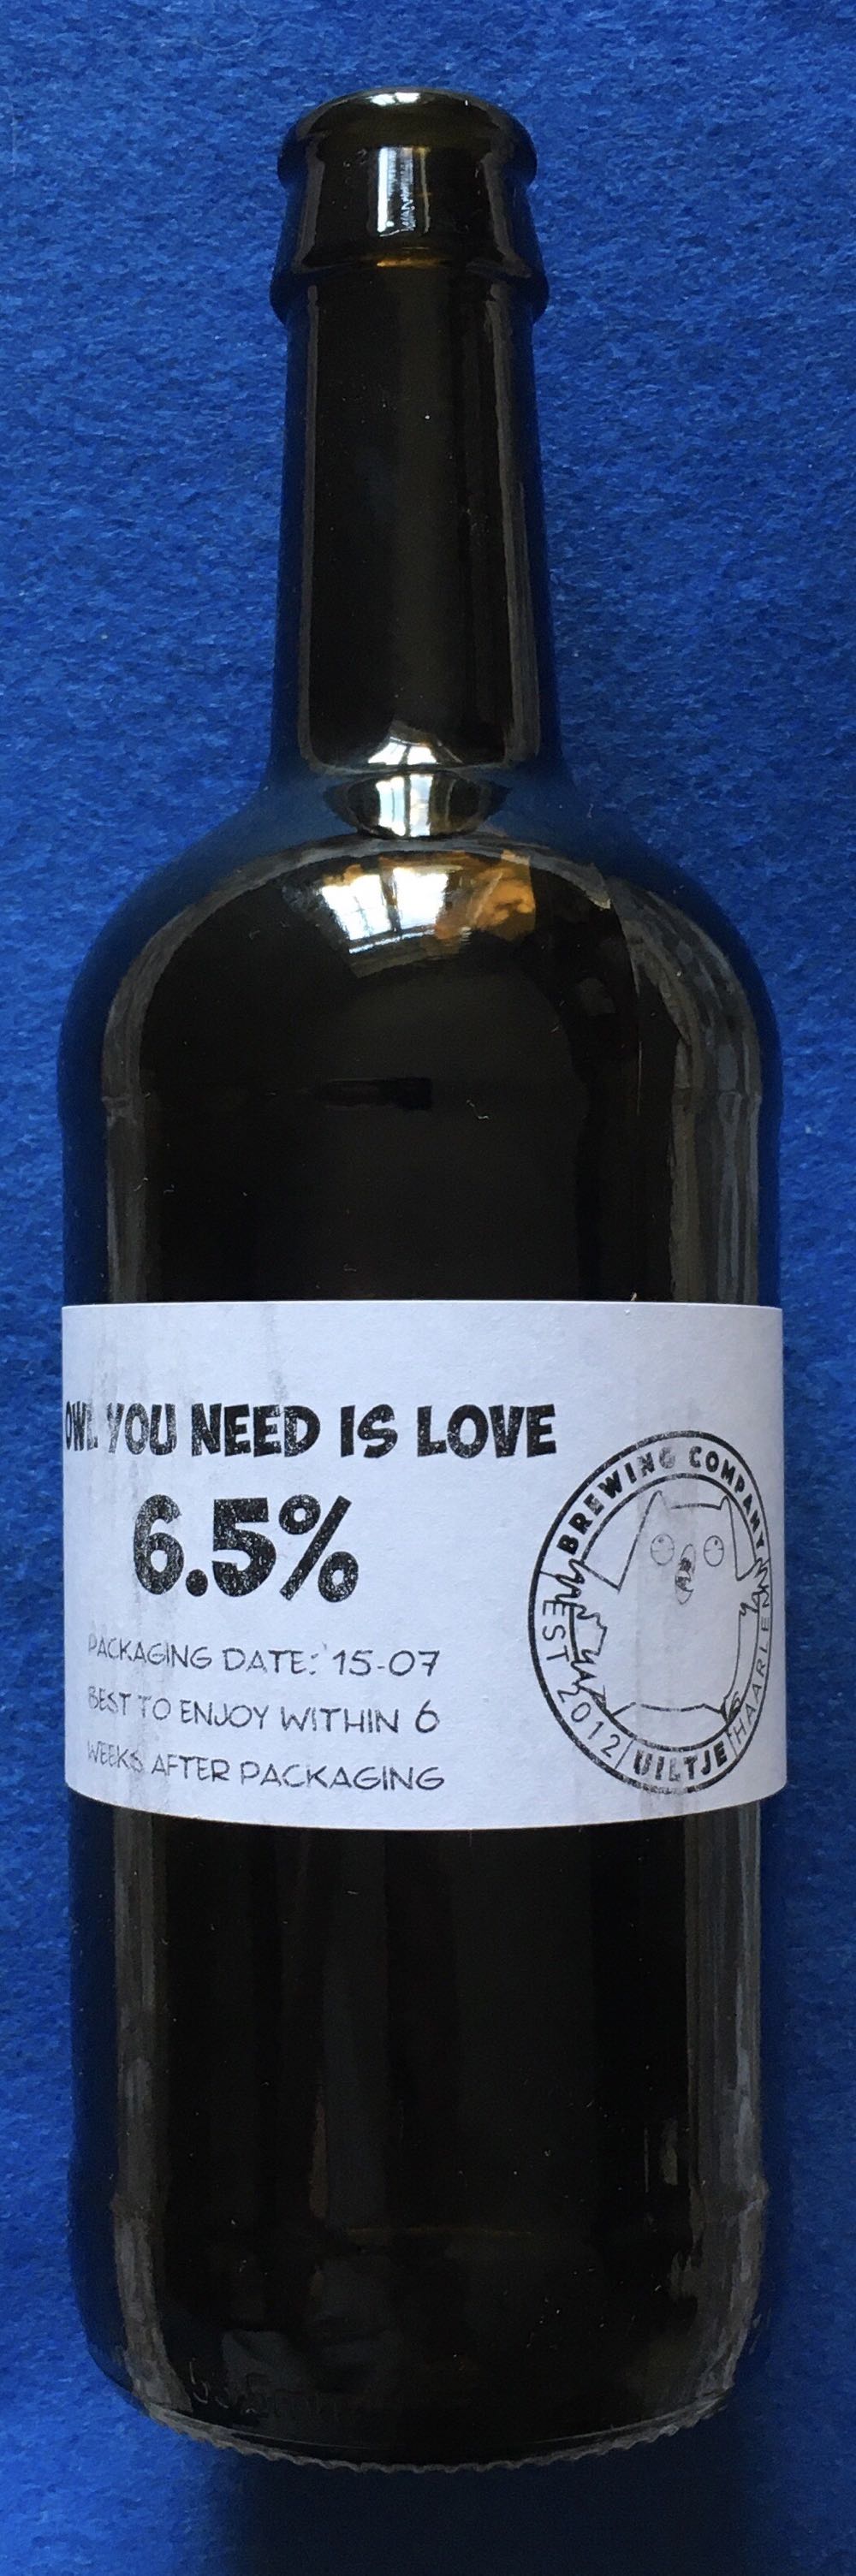 OWL YOU NEED IS LOVE
6.5%
PACKAGING DATE: 15-07
BEST TO ENJOY WITHIN 6
WEEKS AFTER PACKAGING
BREWING COMPANY
EST 2012
UILTJE
HAARLEM